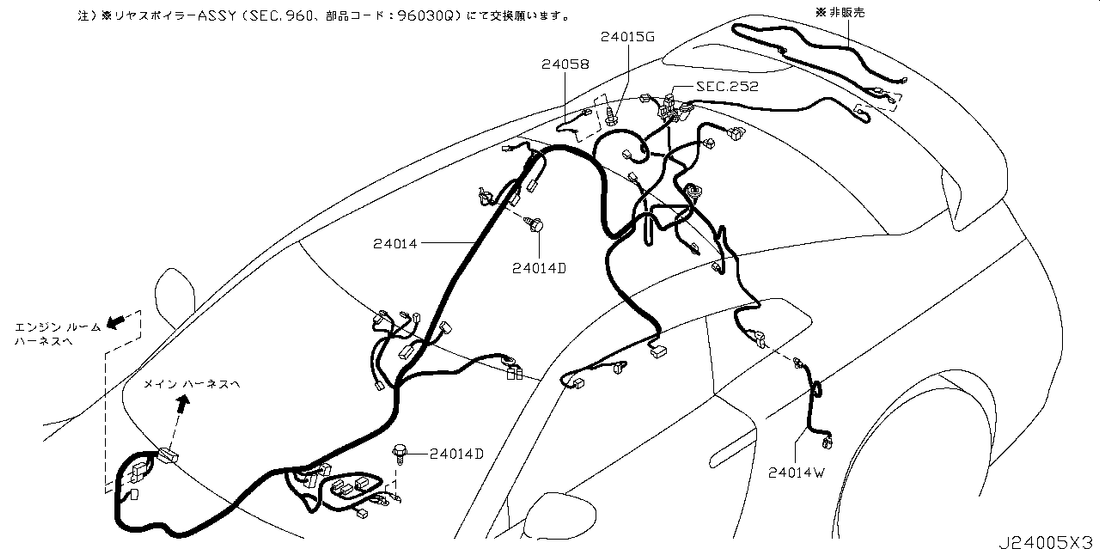 注）※リヤスポイラーASSY（SEC.960、部品コード：96030Q）にて交換願います。
※非販売
24015G
24058
SEC.252
24014
24014D
エンジン ルーム
ハーネスへ
メイン ハーネスへ
24014D
24014W
J24005X3